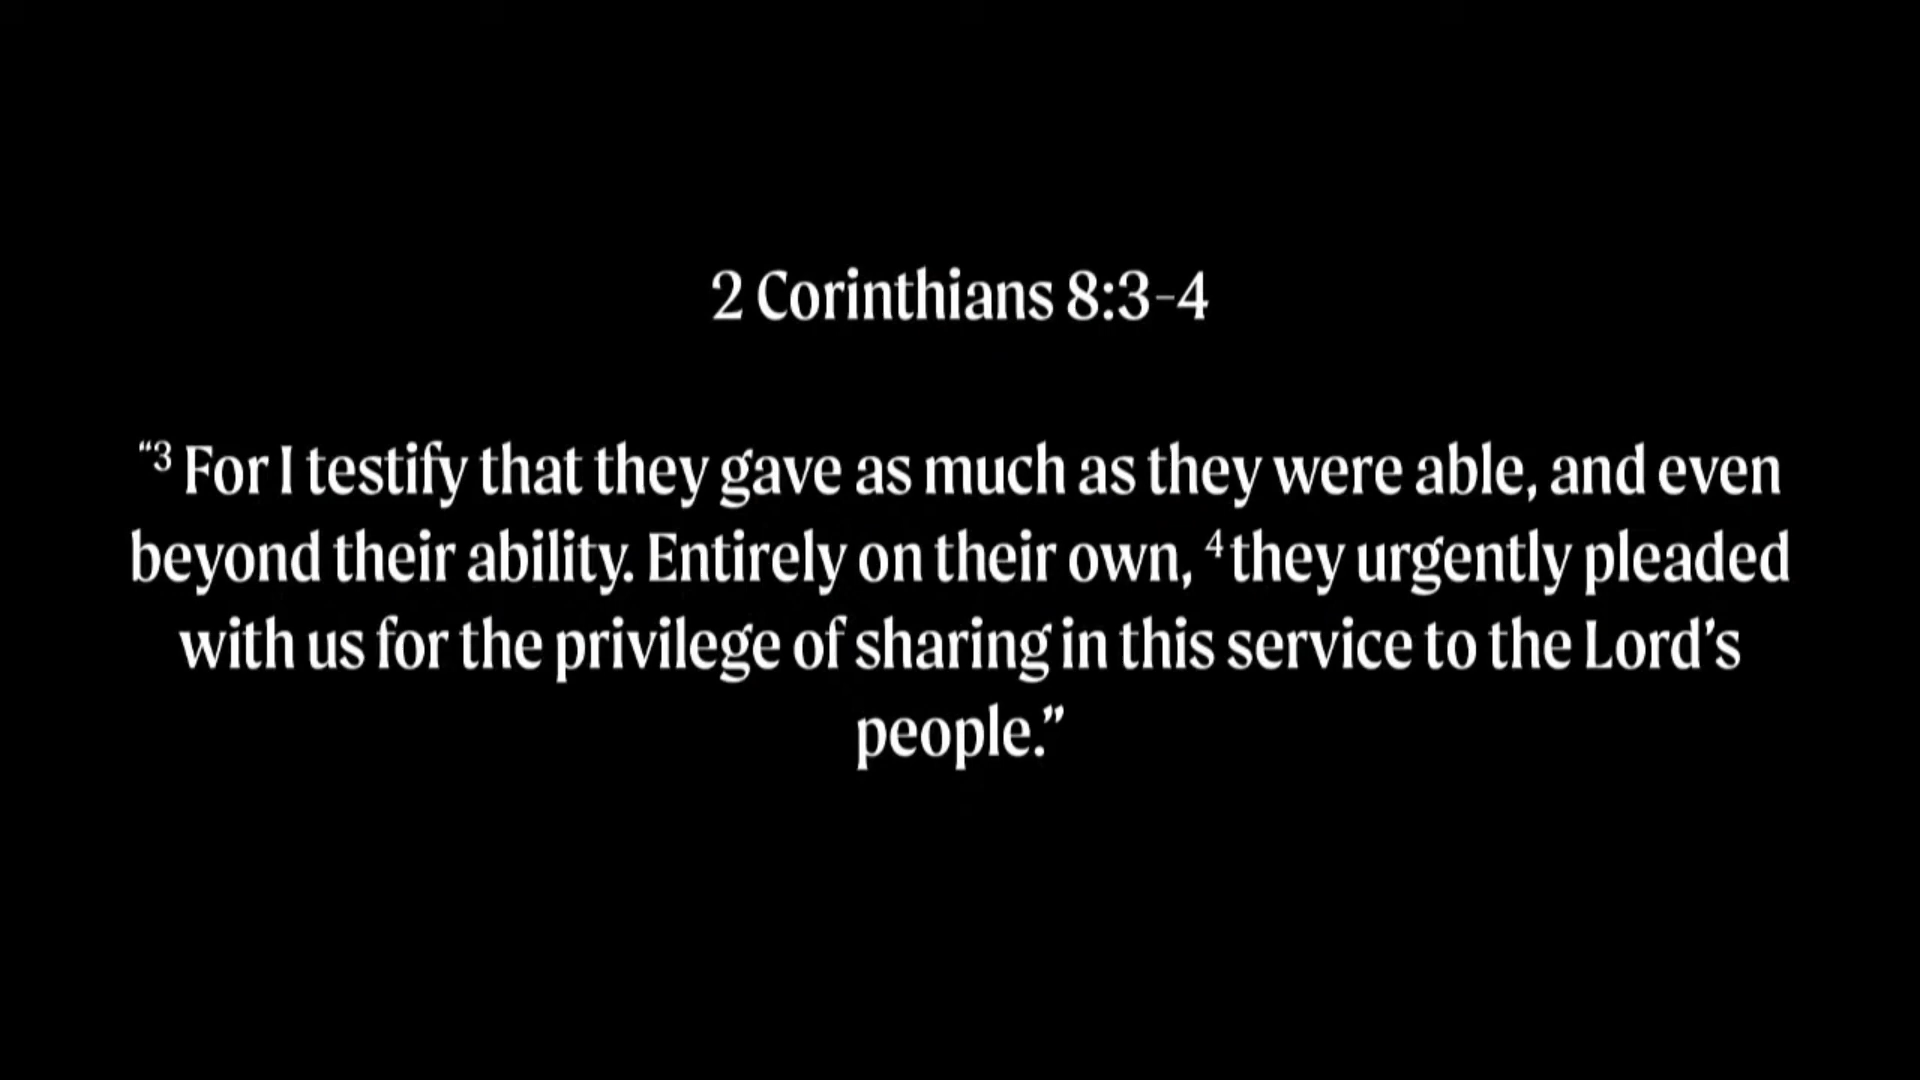 2 Corinthians 8:3-4
“³ For I testify that they gave as much as they were able, and even
beyond their ability. Entirely on their own, ⁴ they urgently pleaded
with us for the privilege of sharing in this service to the Lord’s
people.”